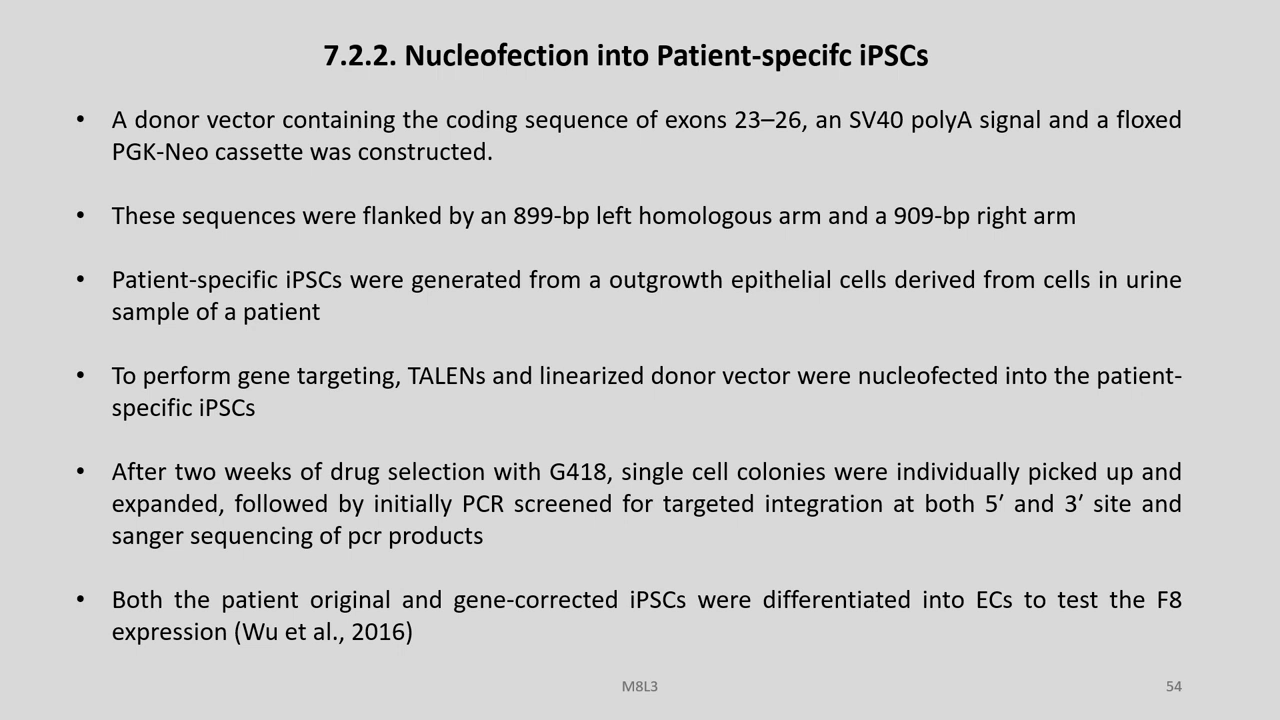 7.2.2. Nucleofection into Patient-specifc iPSCs
• A donor vector containing the coding sequence of exons 23–26, an SV40 polyA signal and a floxed
PGK-Neo cassette was constructed.
• These sequences were flanked by an 899-bp left homologous arm and a 909-bp right arm
• Patient-specific iPSCs were generated from a outgrowth epithelial cells derived from cells in urine
sample of a patient
• To perform gene targeting, TALENs and linearized donor vector were nucleofected into the patient-
specific iPSCs
• After two weeks of drug selection with G418, single cell colonies were individually picked up and
expanded, followed by initially PCR screened for targeted integration at both 5′ and 3′ site and
sanger sequencing of pcr products
• Both the patient original and gene-corrected iPSCs were differentiated into ECs to test the F8
expression (Wu et al., 2016)
M8L3
54